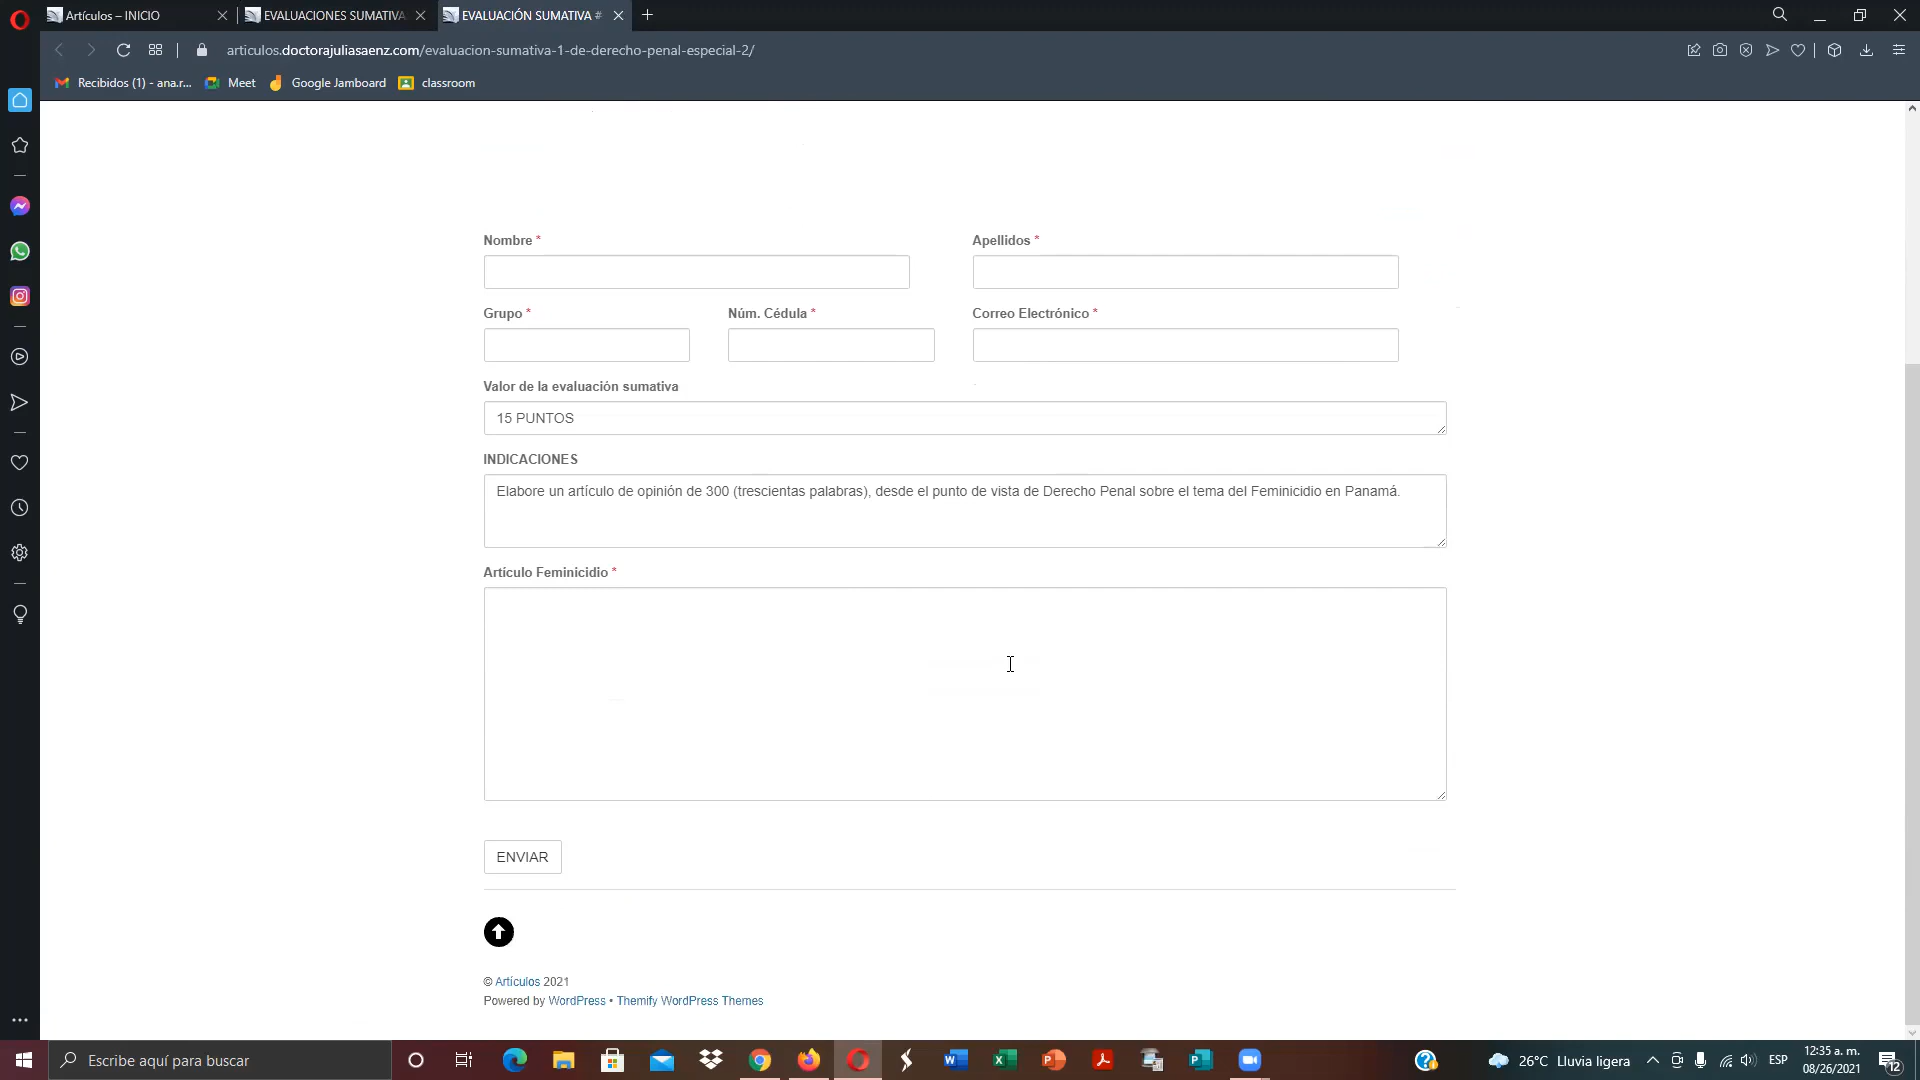 Artículos – INICIO
EVALUACIONES SUMATIVA
EVALUACIÓN SUMATIVA #
articulos.doctorajuliasaenz.com/evaluacion-sumativa-1-de-derecho-penal-especial-2/
Recibidos (1) - ana.r...
Meet
Google Jamboard
classroom
Nombre *
Apellidos *
Grupo *
Núm. Cédula *
Correo Electrónico *
Valor de la evaluación sumativa
15 PUNTOS
INDICACIONES
Elabore un artículo de opinión de 300 (trescientas palabras), desde el punto de vista de Derecho Penal sobre el tema del Feminicidio en Panamá.
Artículo Feminicidio *
ENVIAR
© Artículos 2021
Powered by WordPress • Themify WordPress Themes
Escribe aquí para buscar
26°C Lluvia ligera
ESP
12:35 a. m.
08/26/2021
12